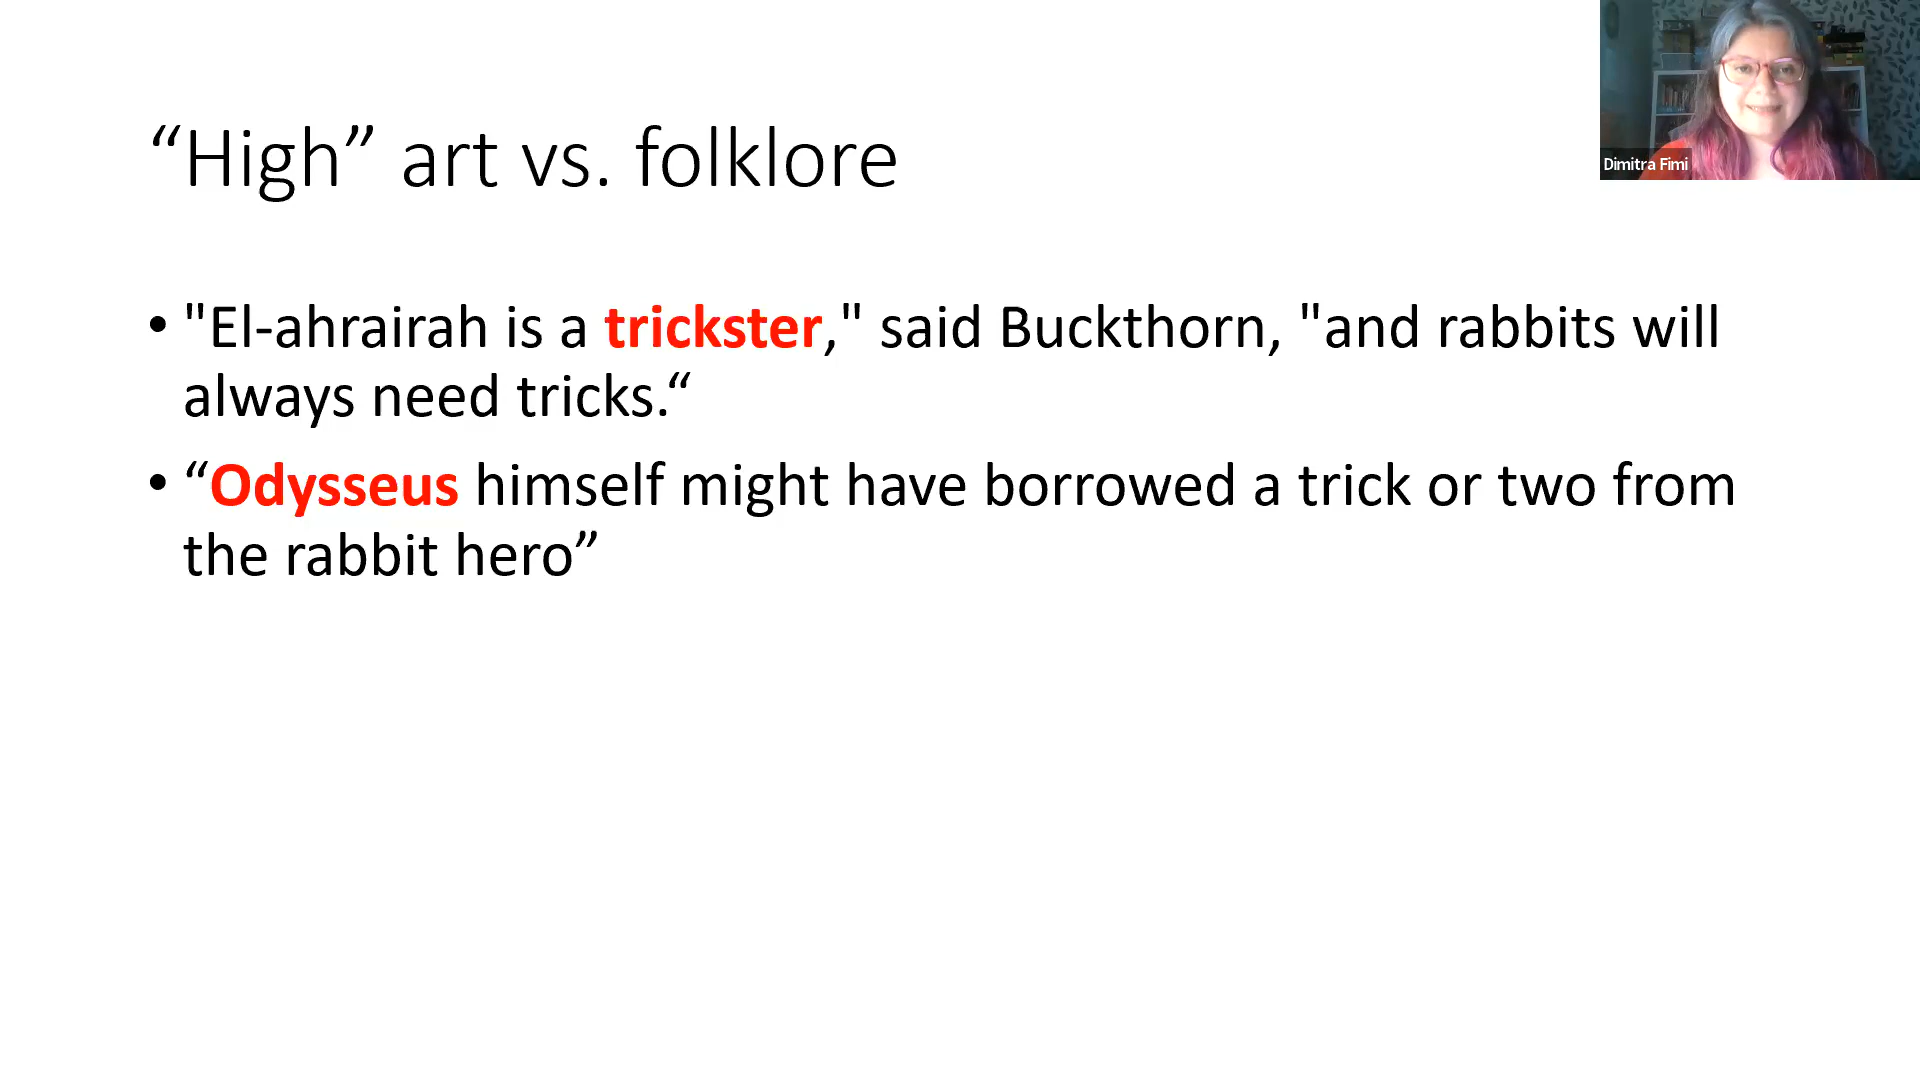 “High” art vs. folklore
Dimitra Fimi
• "El-ahrairah is a trickster," said Buckthorn, "and rabbits will
always need tricks.“
• “Odysseus himself might have borrowed a trick or two from
the rabbit hero”